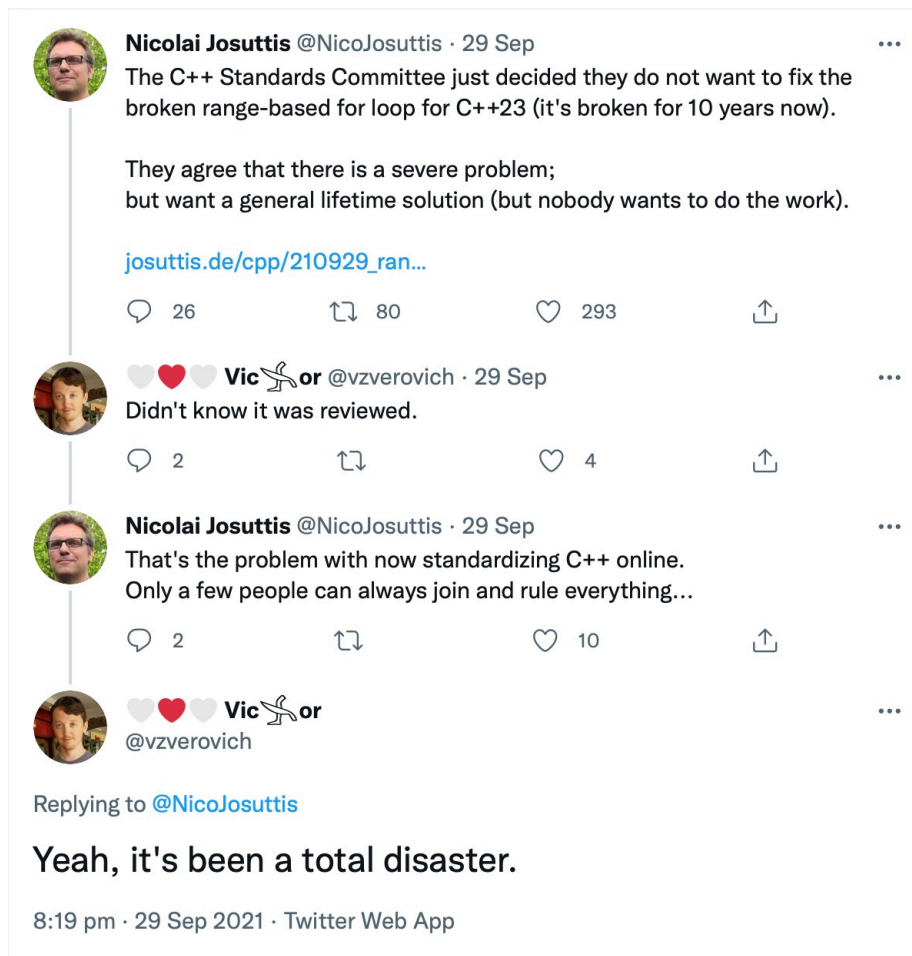 Nicolai Josuttis @NicoJosuttis · 29 Sep
The C++ Standards Committee just decided they do not want to fix the
broken range-based for loop for C++23 (it's broken for 10 years now).
They agree that there is a severe problem;
but want a general lifetime solution (but nobody wants to do the work).
josuttis.de/cpp/210929_ran...
26 80 293
🤍❤️🤍 Vic𓅯or @vzverovich · 29 Sep
Didn't know it was reviewed.
2 4
Nicolai Josuttis @NicoJosuttis · 29 Sep
That's the problem with now standardizing C++ online.
Only a few people can always join and rule everything...
2 10
🤍❤️🤍 Vic𓅯or
@vzverovich
Replying to @NicoJosuttis
Yeah, it's been a total disaster.
8:19 pm · 29 Sep 2021 · Twitter Web App